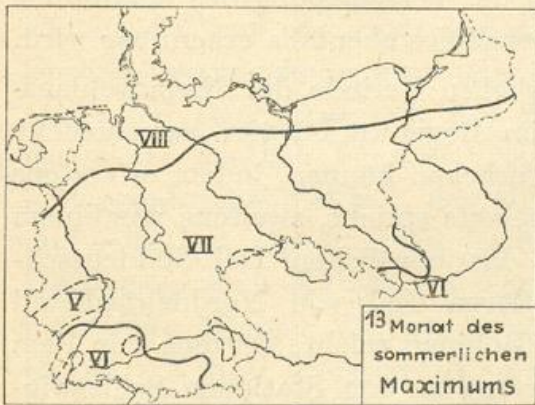 VIII
VII
VI
V
VI
13 Monat des
sommerlichen
Maximums